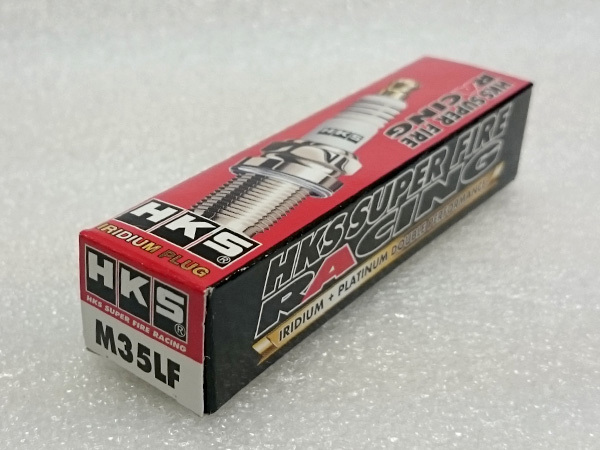 HKS SUPER FIRE
RACING
HKS
HKS®
IRIDIUM PLUG
HKS®
HKS SUPER FIRE RACING
M35LF
HKS SUPER FIRE
RACING
IRIDIUM + PLATINUM DOUBLE PERFORMANCE